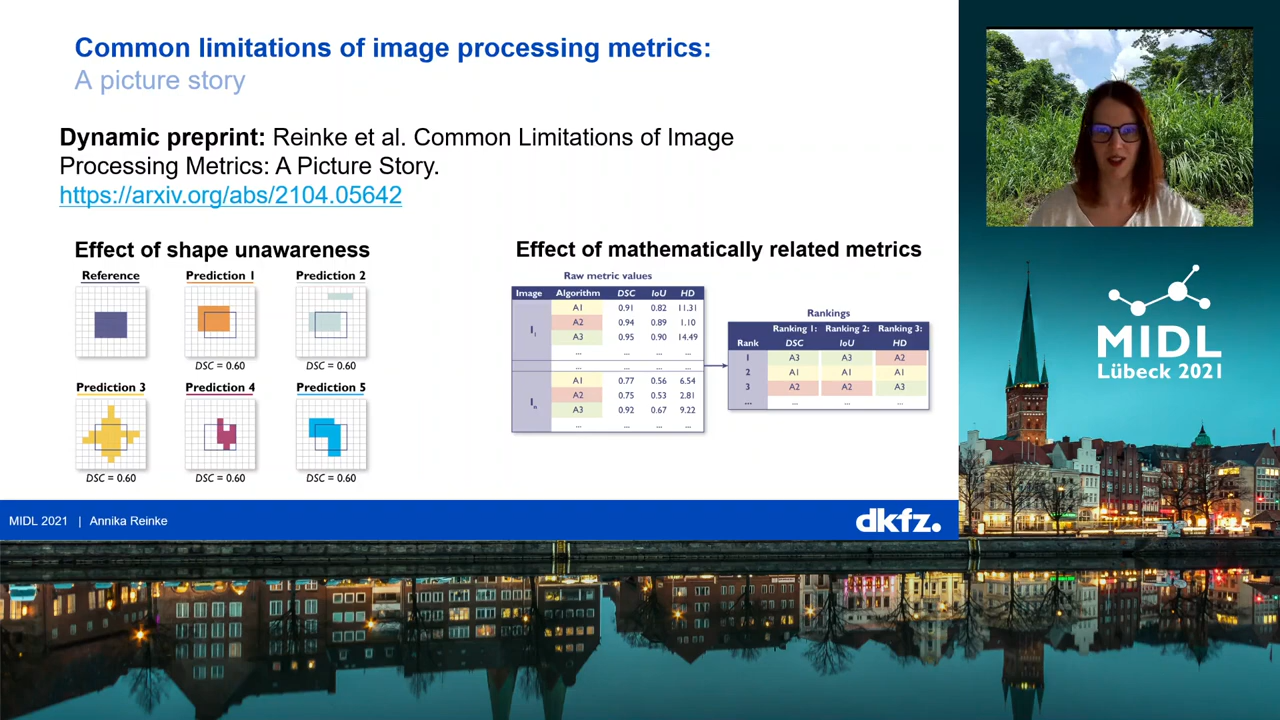 Common limitations of image processing metrics:
A picture story
Dynamic preprint: Reinke et al. Common Limitations of Image
Processing Metrics: A Picture Story.
https://arxiv.org/abs/2104.05642
Effect of shape unawareness
Reference Prediction 1 Prediction 2
DSC = 0.60 DSC = 0.60
Prediction 3 Prediction 4 Prediction 5
DSC = 0.60 DSC = 0.60 DSC = 0.60
Effect of mathematically related metrics
Raw metric values
Image Algorithm DSC IoU HD
I1
A1 0.91 0.82 11.31
A2 0.94 0.89 1.10
A3 0.95 0.90 14.49
... ... ... ...
... ... ... ...
In
A1 0.77 0.56 6.54
A2 0.75 0.53 2.81
A3 0.92 0.67 9.22
... ... ... ...
Rankings
Rank Ranking 1: DSC Ranking 2: IoU Ranking 3: HD
1 A3 A3 A2
2 A1 A1 A1
3 A2 A2 A3
... ... ... ...
MIDL 2021 | Annika Reinke
dkfz.
MIDL
Lübeck 2021